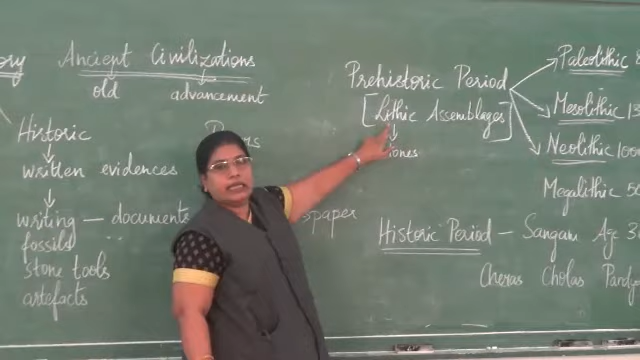 Ancient Civilizations
old advancement
Historic
written evidences
writing — documents
fossils
stone tools
artefacts
Prehistoric Period
[Lithic Assemblages]
Paleolithic
Mesolithic
Neolithic
Megalithic
Historic Period — Sangam Age
Cheras Cholas